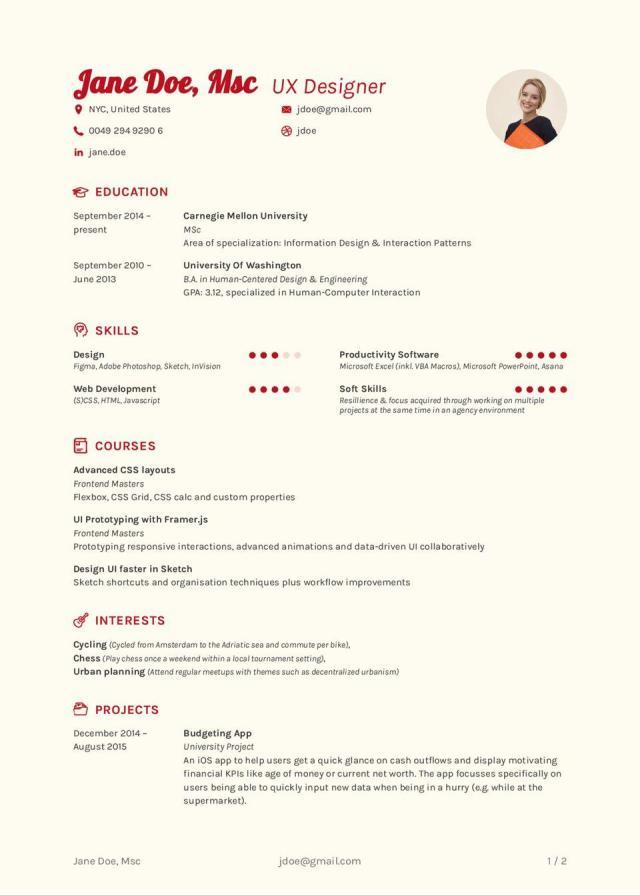 Jane Doe, Msc UX Designer
NYC, United States
jdoe@gmail.com
0049 294 9290 6
jdoe
in jane.doe
EDUCATION
September 2014 –
present
Carnegie Mellon University
MSc
Area of specialization: Information Design & Interaction Patterns
September 2010 –
June 2013
University Of Washington
B.A. in Human-Centered Design & Engineering
GPA: 3.12, specialized in Human-Computer Interaction
SKILLS
Design
Figma, Adobe Photoshop, Sketch, InVision
Productivity Software
Microsoft Excel (inkl. VBA Macros), Microsoft PowerPoint, Asana
Web Development
(S)CSS, HTML, Javascript
Soft Skills
Resillience & focus acquired through working on multiple
projects at the same time in an agency environment
COURSES
Advanced CSS layouts
Frontend Masters
Flexbox, CSS Grid, CSS calc and custom properties
UI Prototyping with Framer.js
Frontend Masters
Prototyping responsive interactions, advanced animations and data-driven UI collaboratively
Design UI faster in Sketch
Sketch shortcuts and organisation techniques plus workflow improvements
INTERESTS
Cycling (Cycled from Amsterdam to the Adriatic sea and commute per bike),
Chess (Play chess once a weekend within a local tournament setting),
Urban planning (Attend regular meetups with themes such as decentralized urbanism)
PROJECTS
December 2014 –
August 2015
Budgeting App
University Project
An iOS app to help users get a quick glance on cash outflows and display motivating
financial KPIs like age of money or current net worth. The app focusses specifically on
users being able to quickly input new data when being in a hurry (e.g. while at the
supermarket).
Jane Doe, Msc
jdoe@gmail.com
1 / 2